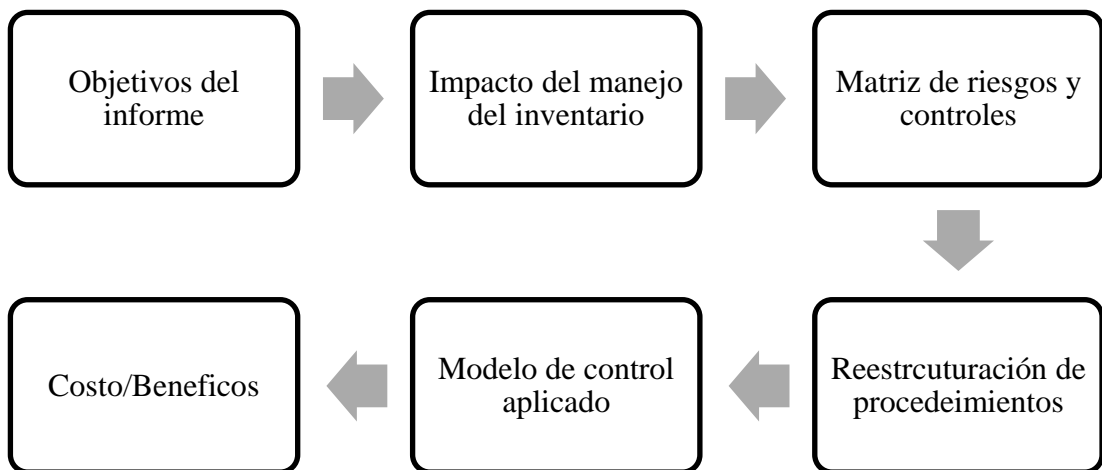 Objetivos del
informe
Impacto del manejo
del inventario
Matriz de riesgos y
controles
Reestrcuturación de
procedeimientos
Modelo de control
aplicado
Costo/Beneficos